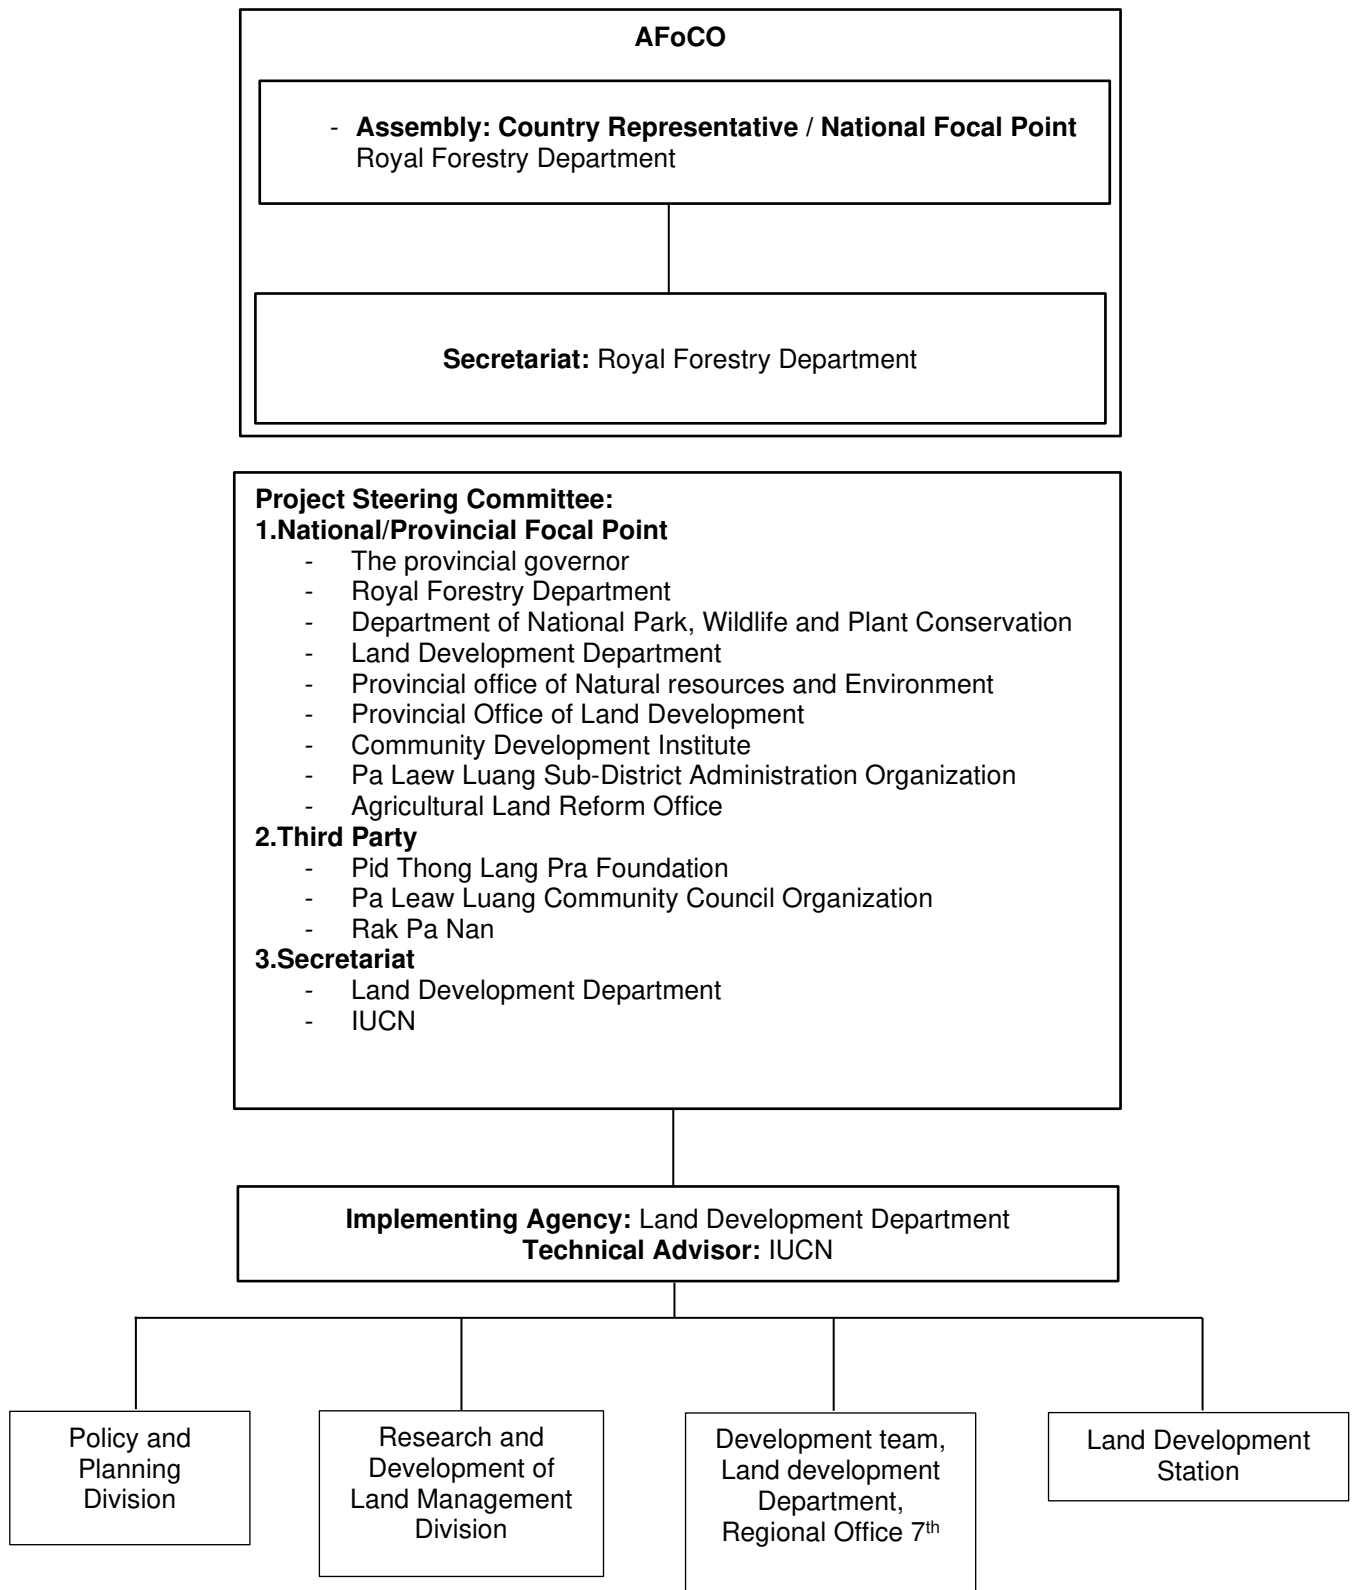 AFoCO
- Assembly: Country Representative / National Focal Point
Royal Forestry Department
Secretariat: Royal Forestry Department
Project Steering Committee:
1.National/Provincial Focal Point
- The provincial governor
- Royal Forestry Department
- Department of National Park, Wildlife and Plant Conservation
- Land Development Department
- Provincial office of Natural resources and Environment
- Provincial Office of Land Development
- Community Development Institute
- Pa Laew Luang Sub-District Administration Organization
- Agricultural Land Reform Office
2.Third Party
- Pid Thong Lang Pra Foundation
- Pa Leaw Luang Community Council Organization
- Rak Pa Nan
3.Secretariat
- Land Development Department
- IUCN
Implementing Agency: Land Development Department
Technical Advisor: IUCN
Policy and
Planning
Division
Research and
Development of
Land Management
Division
Development team,
Land development
Department,
Regional Office 7th
Land Development
Station